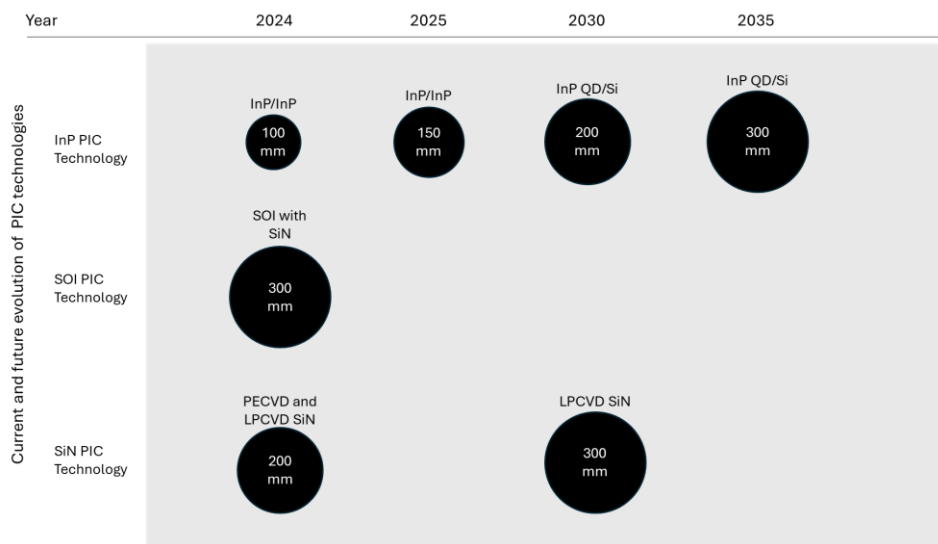 Year
2024
2025
2030
2035
Current and future evolution of PIC technologies
InP PIC
Technology
InP/InP
100
mm
InP/InP
150
mm
InP QD/Si
200
mm
InP QD/Si
300
mm
SOI PIC
Technology
SOI with
SiN
300
mm
SiN PIC
Technology
PECVD and
LPCVD SiN
200
mm
LPCVD SiN
300
mm